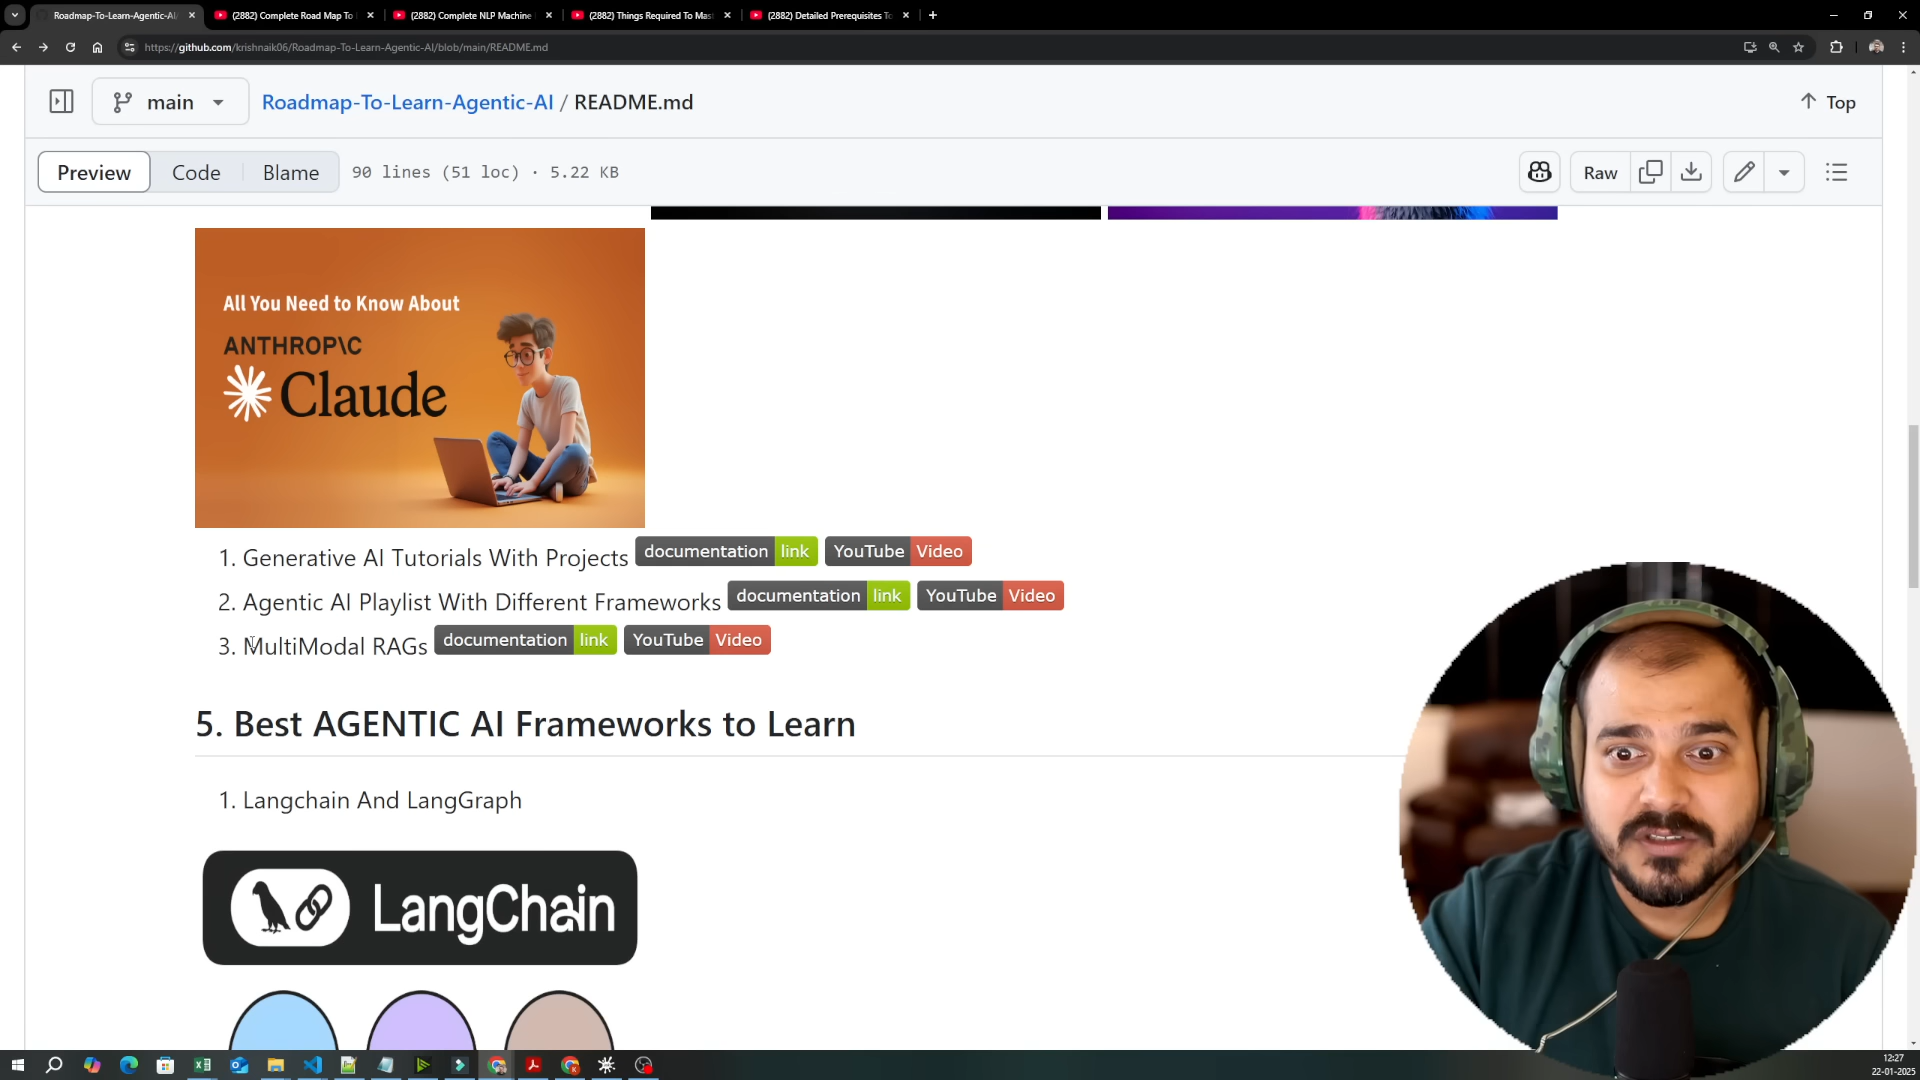 Roadmap-To-Learn-Agentic-AI/
(2882) Complete Road Map To
(2882) Complete NLP Machine
(2882) Things Required To Mas
(2882) Detailed Prerequisites To
https://github.com/krishnaik06/Roadmap-To-Learn-Agentic-AI/blob/main/README.md
main
Roadmap-To-Learn-Agentic-AI / README.md
Top
Preview Code Blame 90 lines (51 loc) · 5.22 KB
Raw
All You Need to Know About
ANTHROP\C
Claude
1. Generative AI Tutorials With Projects documentation link YouTube Video
2. Agentic AI Playlist With Different Frameworks documentation link YouTube Video
3. MultiModal RAGs documentation link YouTube Video
5. Best AGENTIC AI Frameworks to Learn
1. Langchain And LangGraph
LangChain
12:27
22-01-2025